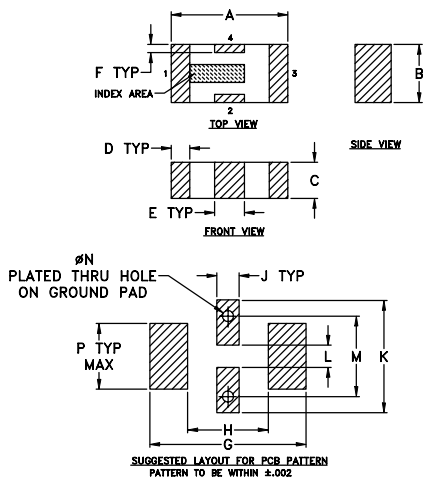 A
4
F TYP
1
3
B
INDEX AREA
2
TOP VIEW
SIDE VIEW
D TYP
C
E TYP
FRONT VIEW
øN
PLATED THRU HOLE
ON GROUND PAD
J TYP
P TYP
MAX
L
M
K
H
G
SUGGESTED LAYOUT FOR PCB PATTERN
PATTERN TO BE WITHIN ±.002